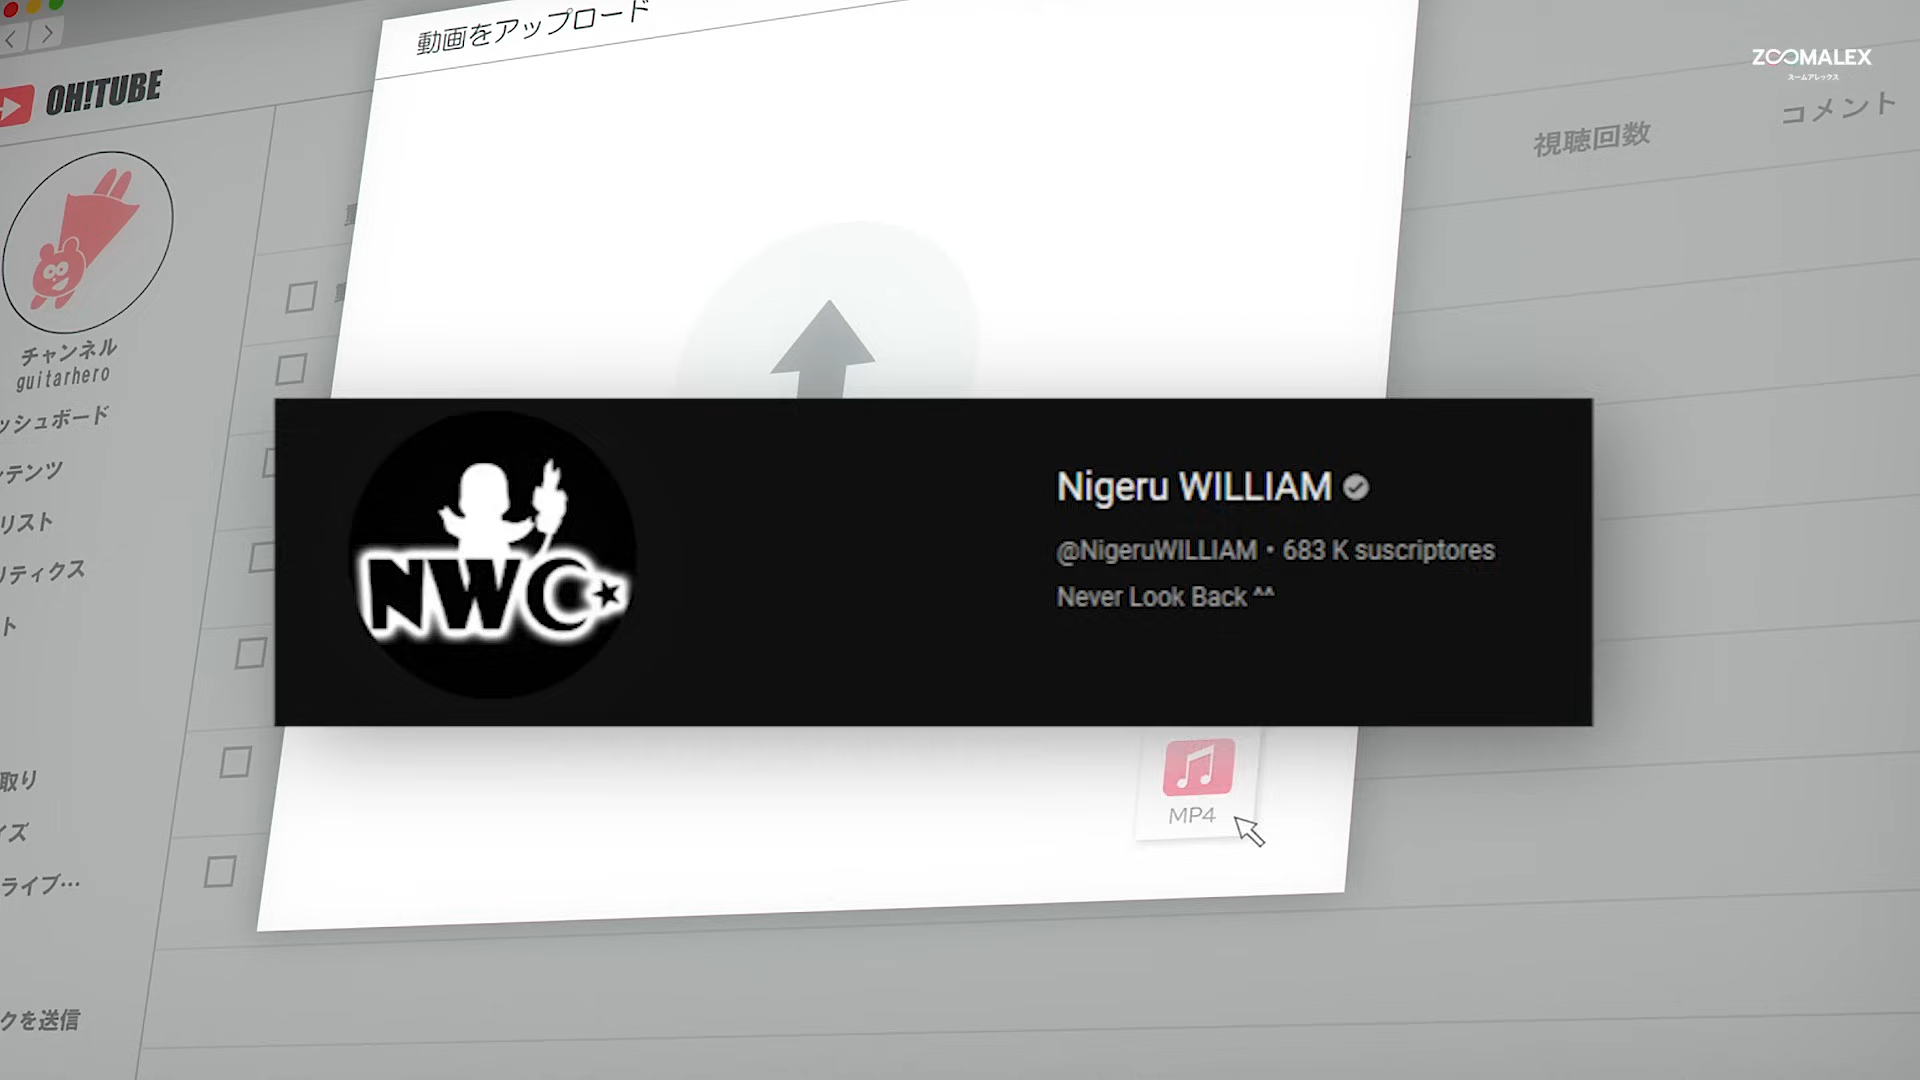 動画をアップロード
ZOOMALEX
ズームアレックス
OH!TUBE
視聴回数
コメント
チャンネル
guitarhero
ッシュボード
ンテンツ
リスト
リティクス
ト
取り
イズ
ライブ…
クを送信
NWC
Nigeru WILLIAM
@NigeruWILLIAM • 683 K suscriptores
Never Look Back ^^
MP4